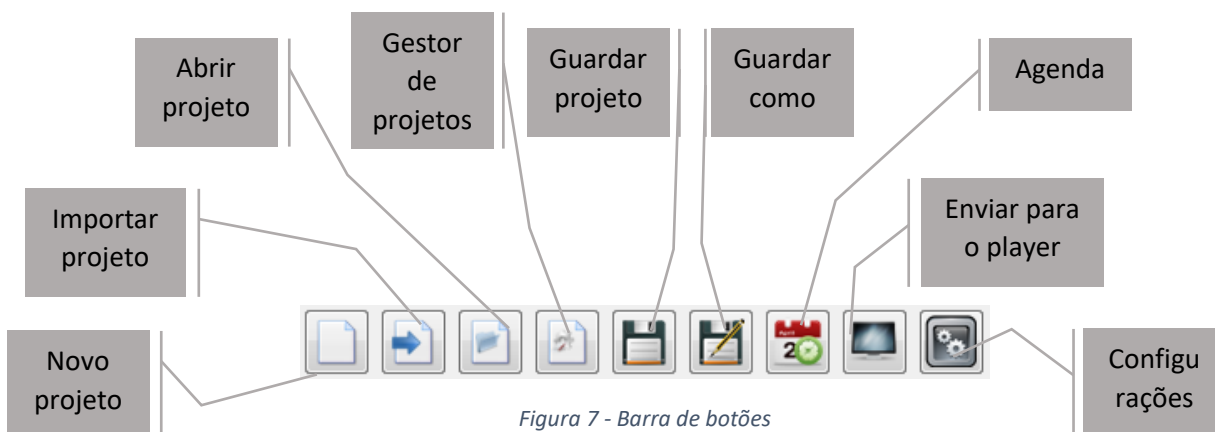 Abrir
projeto
Gestor
de
projetos
Guardar
projeto
Guardar
como
Agenda
Importar
projeto
Enviar para
o player
Novo
projeto
Configu
rações
Figura 7 - Barra de botões